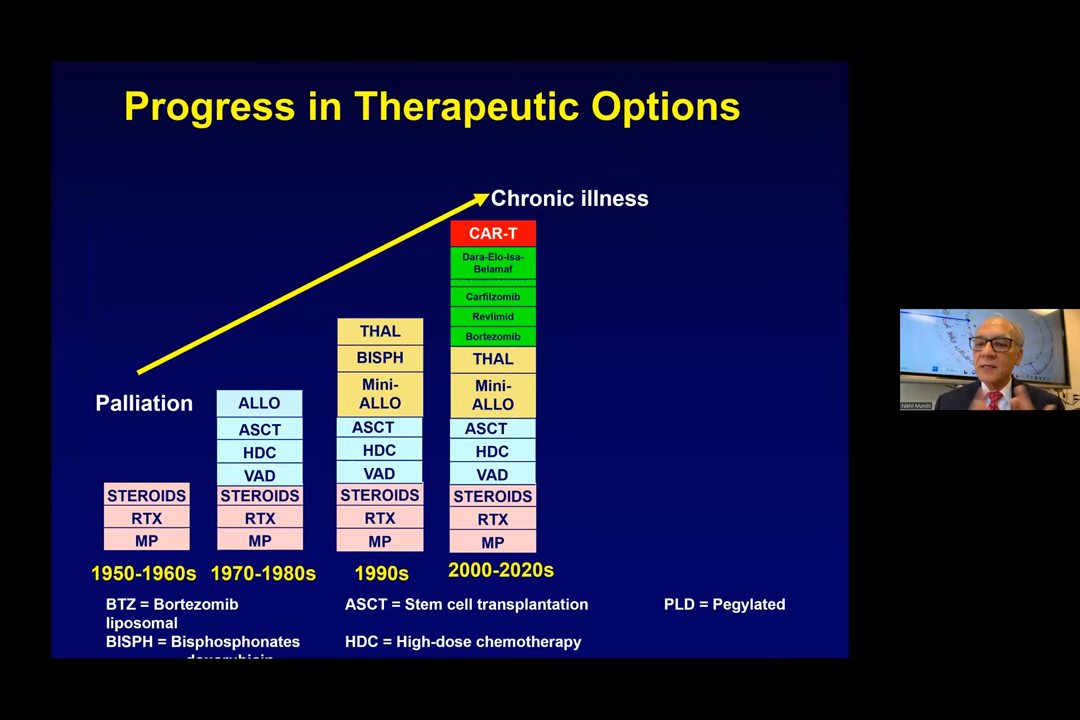 Progress in Therapeutic Options
Chronic illness
Palliation
STEROIDS
RTX
MP
1950-1960s
ALLO
ASCT
HDC
VAD
STEROIDS
RTX
MP
1970-1980s
THAL
BISPH
Mini-
ALLO
ASCT
HDC
VAD
STEROIDS
RTX
MP
1990s
CAR-T
Dara-Elo-Isa-
Belamaf
Carfilzomib
Revlimid
Bortezomib
THAL
Mini-
ALLO
ASCT
HDC
VAD
STEROIDS
RTX
MP
2000-2020s
BTZ = Bortezomib ASCT = Stem cell transplantation PLD = Pegylated
liposomal
BISPH = Bisphosphonates HDC = High-dose chemotherapy
Nikhil Munshi